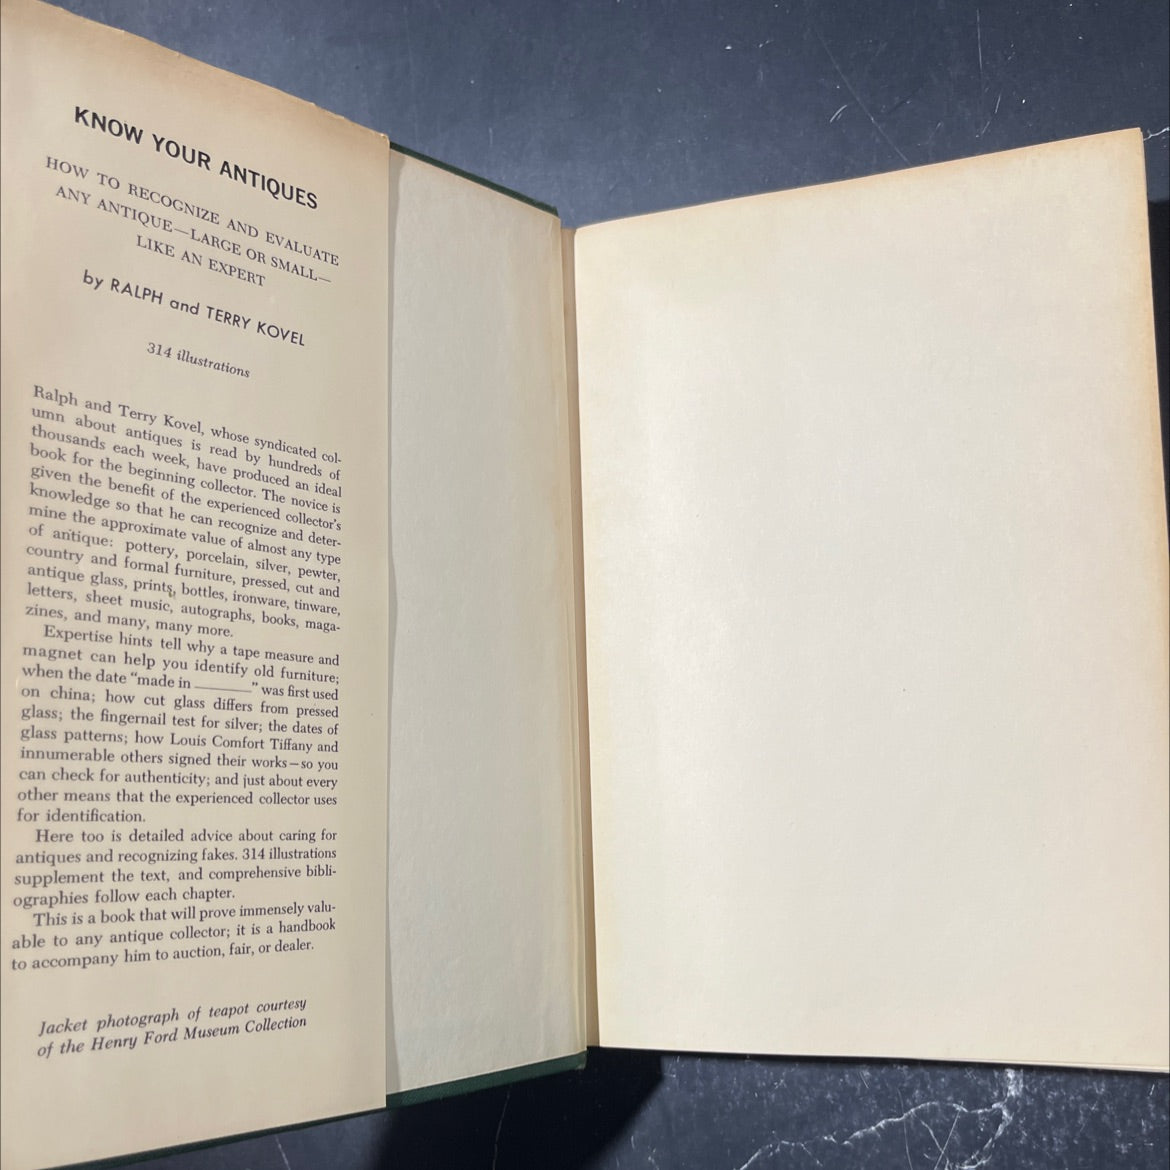 KNOW YOUR ANTIQUES
HOW TO RECOGNIZE AND EVALUATE
ANY ANTIQUE—LARGE OR SMALL—
LIKE AN EXPERT
by RALPH and TERRY KOVEL
314 illustrations
Ralph and Terry Kovel, whose syndicated col-
umn about antiques is read by hundreds of
thousands each week, have produced an ideal
book for the beginning collector. The novice is
given the benefit of the experienced collector's
knowledge so that he can recognize and deter-
mine the approximate value of almost any type
of antique: pottery, porcelain, silver, pewter,
country and formal furniture, pressed, cut and
antique glass, prints, bottles, ironware, tinware,
letters, sheet music, autographs, books, maga-
zines, and many, many more.
Expertise hints tell why a tape measure and
magnet can help you identify old furniture;
when the date “made in ________” was first used
on china; how cut glass differs from pressed
glass; the fingernail test for silver; the dates of
glass patterns; how Louis Comfort Tiffany and
innumerable others signed their works—so you
can check for authenticity; and just about every
other means that the experienced collector uses
for identification.
Here too is detailed advice about caring for
antiques and recognizing fakes. 314 illustrations
supplement the text, and comprehensive bibli-
ographies follow each chapter.
This is a book that will prove immensely valu-
able to any antique collector; it is a handbook
to accompany him to auction, fair, or dealer.
Jacket photograph of teapot courtesy
of the Henry Ford Museum Collection